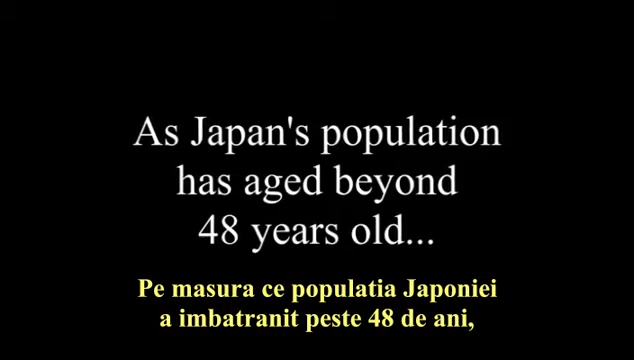 As Japan's population
has aged beyond
48 years old...
Pe masura ce populatia Japoniei
a imbatranit peste 48 de ani,